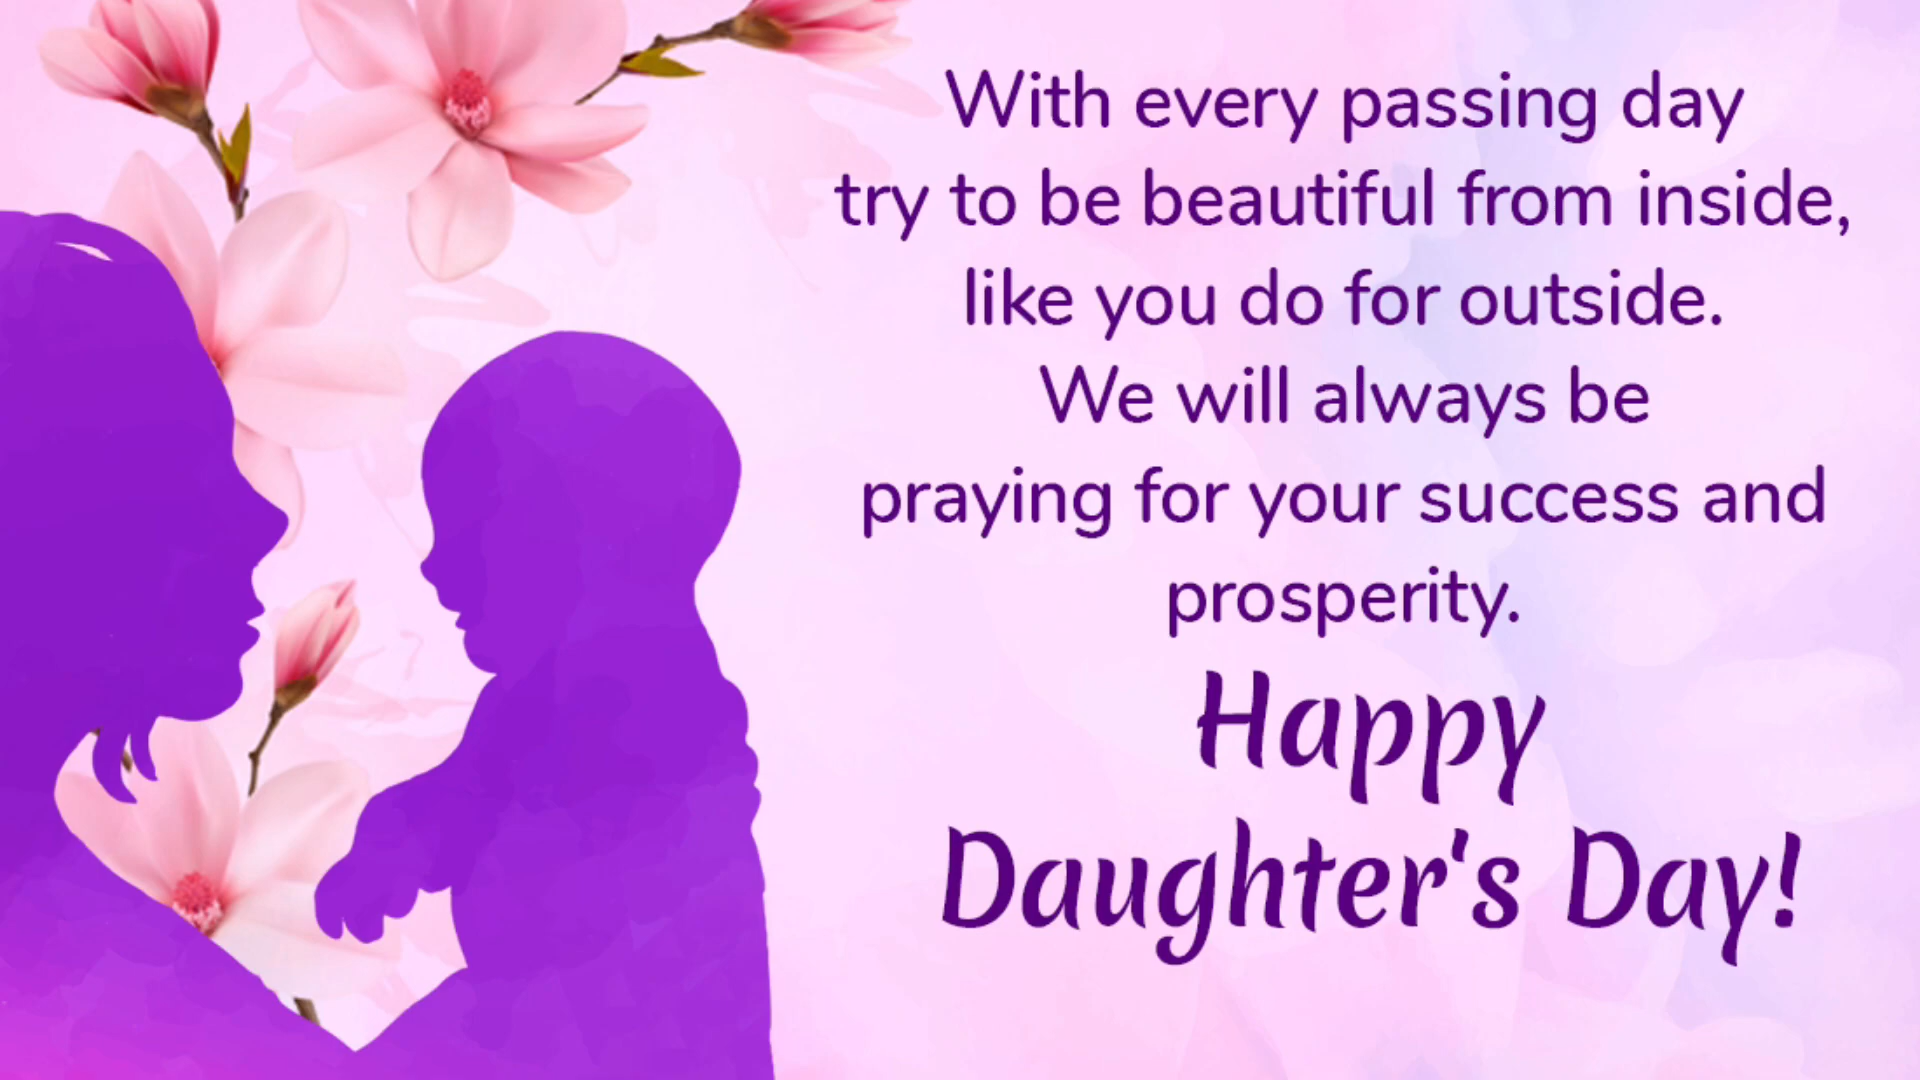 With every passing day
try to be beautiful from inside,
like you do for outside.
We will always be
praying for your success and
prosperity.
Happy
Daughter's Day!